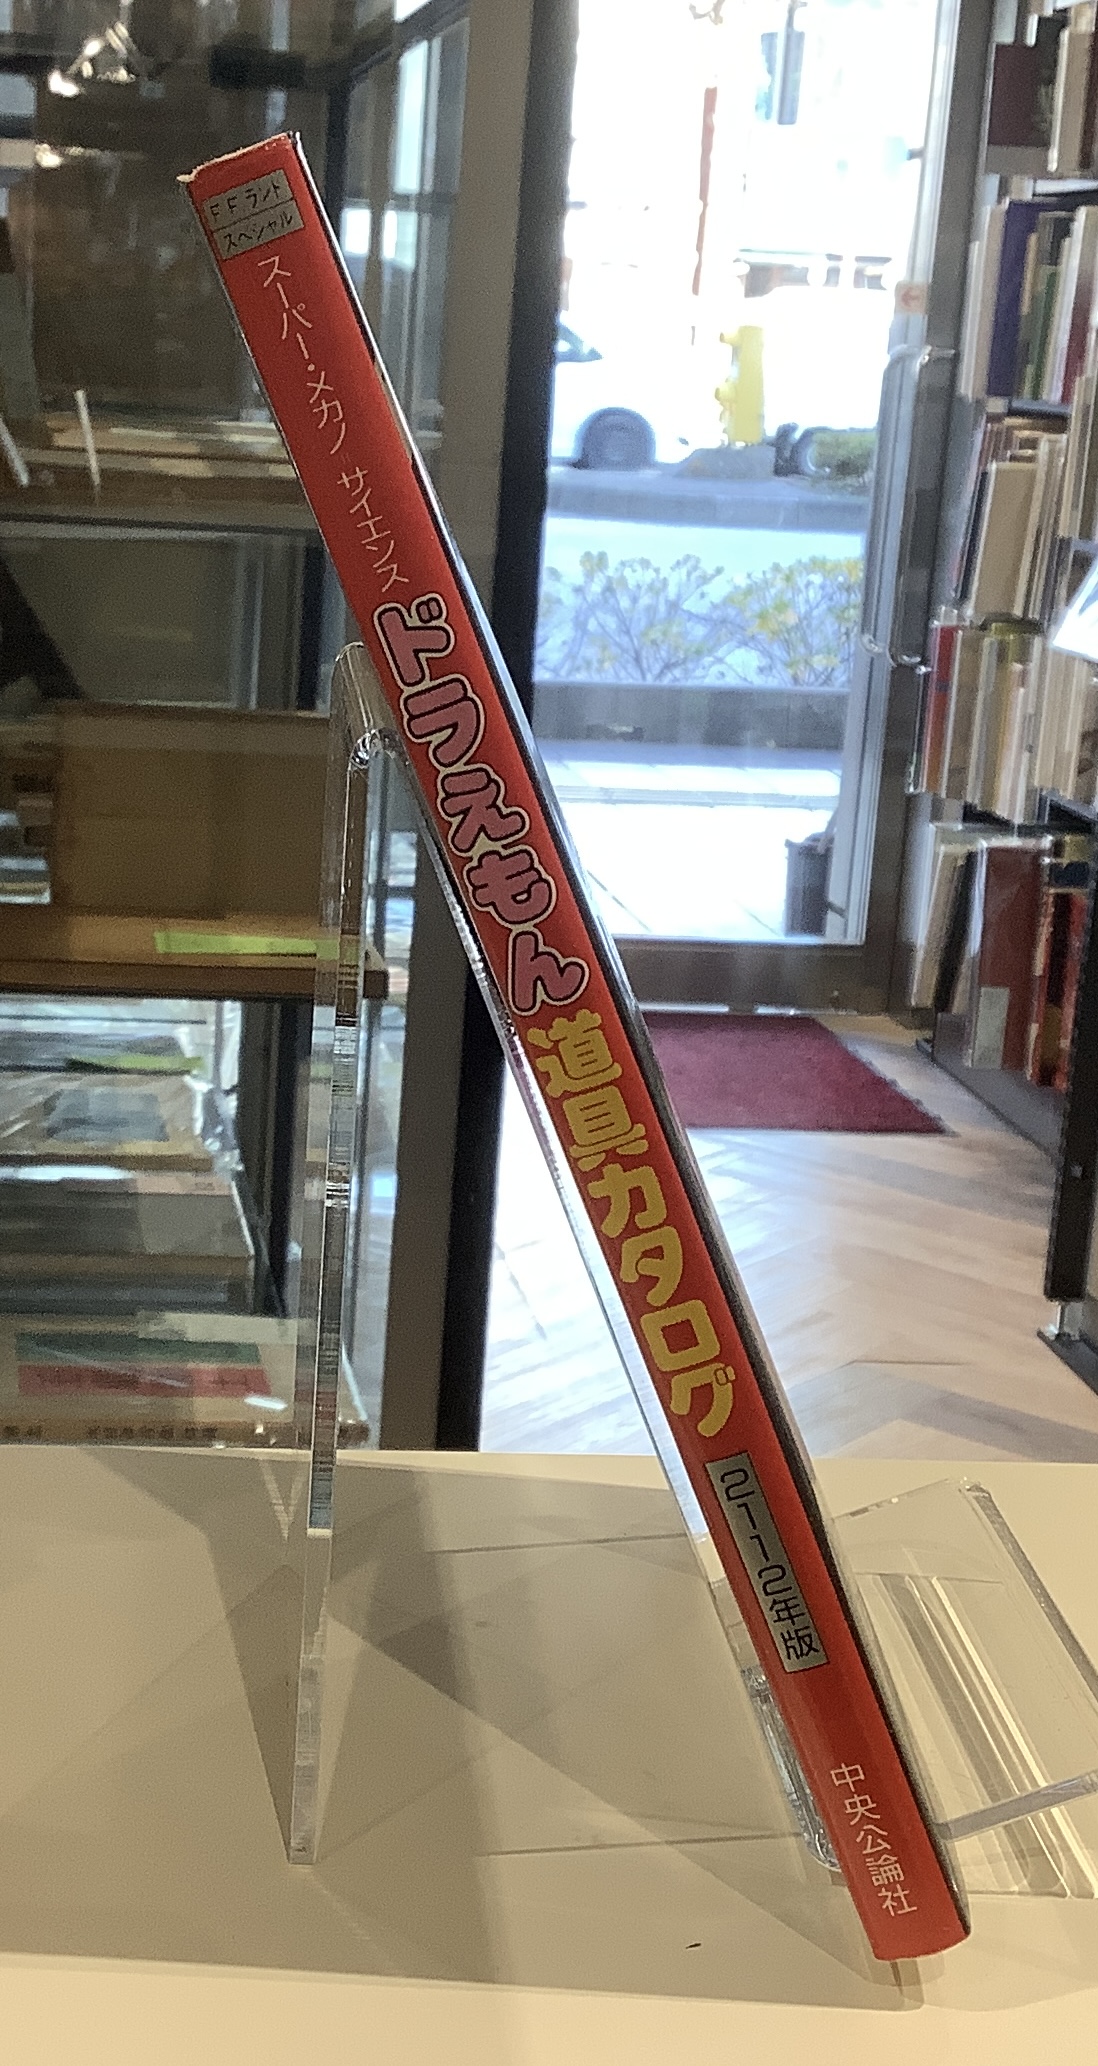 FFランド
スペシャル
スーパー・メカノ=サイエンス
ドラえもん
道具カタログ
2112年版
中央公論社